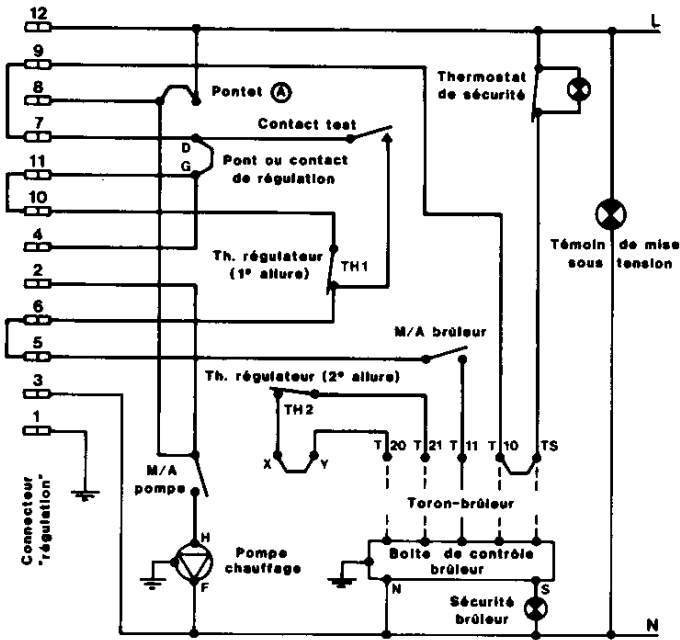 12
L
9
8
Pontet A
Thermostat
de sécurité
7
Contact test
D
11
G
Pont ou contact
de régulation
10
4
Th. régulateur
(1e allure)
TH1
Témoin de mise
sous tension
2
6
M/A brûleur
5
Th. régulateur (2e allure)
3
TH2
1
X
Y
T 20
T 21
T 11
T 10
TS
M/A
pompe
Toron-brûleur
Connecteur
"régulation"
H
Pompe
chauffage
F
Boîte de contrôle
brûleur
N
S
Sécurité
brûleur
N